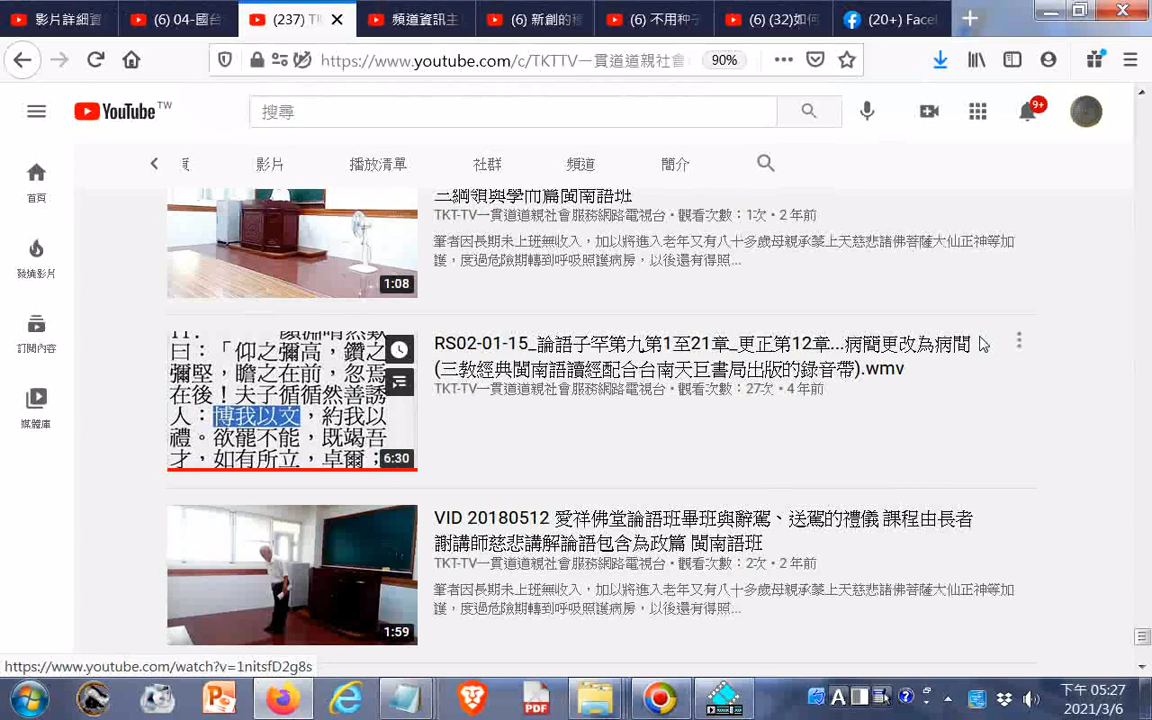 影片詳細資
(6) 04-國台
(237) TI
頻道資訊主
(6) 新創的種
(6) 不用种子
(6) (32)如何
(20+) Facel
https://www.youtube.com/c/TKTTV一貫道道親社會
90%
YouTube TW
搜尋
9+
首頁
發燒影片
訂閱內容
媒體庫
影片
播放清單
社群
頻道
簡介
三綱領與學而篇閩南語班
TKT-TV一貫道道親社會服務網路電視台 • 觀看次數：1次 • 2 年前
筆者因長期未上班無收入，加以將進入老年又有八十多歲母親承蒙上天慈悲諸佛菩薩大仙正神等加
護，度過危險期轉到呼吸照護病房，以後還有得照...
1:08
曰：「仰之彌高，鑽之
彌堅，瞻之在前，忽焉
在後！夫子循循然善誘
人：博我以文，約我以
禮。欲罷不能，既竭吾
才，如有所立，卓爾；
6:30
RS02-01-15_論語子罕第九第1至21章_更正第12章...病間更改為病間
(三教經典閩南語讀經配合台南天巨書局出版的錄音帶).wmv
TKT-TV一貫道道親社會服務網路電視台 • 觀看次數：27次 • 4 年前
VID 20180512 愛祥佛堂論語班畢班與辭駕、送駕的禮儀 課程由長者
謝講師慈悲講解論語包含為政篇 閩南語班
TKT-TV一貫道道親社會服務網路電視台 • 觀看次數：2次 • 2 年前
筆者因長期未上班無收入，加以將進入老年又有八十多歲母親承蒙上天慈悲諸佛菩薩大仙正神等加
護，度過危險期轉到呼吸照護病房，以後還有得照...
1:59
https://www.youtube.com/watch?v=1nitsfD2g8s
PDF
A
下午 05:27
2021/3/6